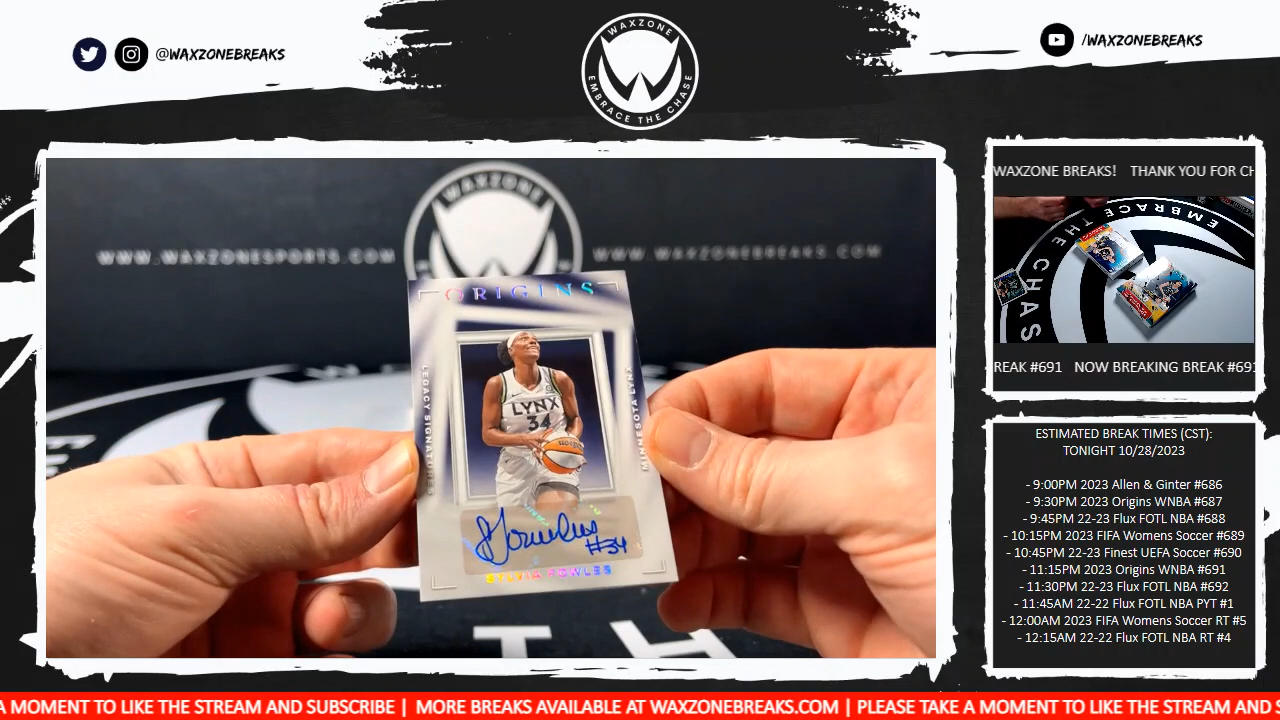 @WAXZONEBREAKS
WAXZONE
EMBRACE THE CHASE
/WAXZONEBREAKS
WAXZONE
WWW.WAXZONESPORTS.COM
WWW.WAXZONEBREAKS.COM
ORIGINS
LEGACY SIGNATURES
MINNESOTA LYNX
LYNX
34
#34
SYLVIA FOWLES
WAXZONE BREAKS! THANK YOU FOR CH
EMBRACE
THE CHAS
REAK #691 NOW BREAKING BREAK #691
ESTIMATED BREAK TIMES (CST):
TONIGHT 10/28/2023
- 9:00PM 2023 Allen & Ginter #686
- 9:30PM 2023 Origins WNBA #687
- 9:45PM 22-23 Flux FOTL NBA #688
- 10:15PM 2023 FIFA Womens Soccer #689
- 10:45PM 22-23 Finest UEFA Soccer #690
- 11:15PM 2023 Origins WNBA #691
- 11:30PM 22-23 Flux FOTL NBA #692
- 11:45AM 22-22 Flux FOTL NBA PYT #1
- 12:00AM 2023 FIFA Womens Soccer RT #5
- 12:15AM 22-22 Flux FOTL NBA RT #4
A MOMENT TO LIKE THE STREAM AND SUBSCRIBE | MORE BREAKS AVAILABLE AT WAXZONEBREAKS.COM | PLEASE TAKE A MOMENT TO LIKE THE STREAM AND S